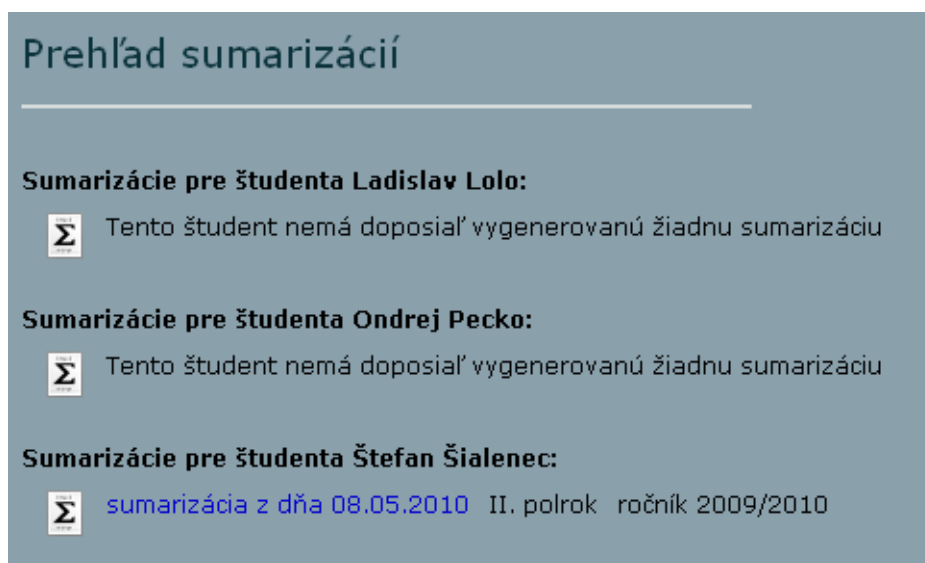 Prehľad sumarizácií
Sumarizácie pre študenta Ladislav Lolo:
Σ Tento študent nemá doposiaľ vygenerovanú žiadnu sumarizáciu
Sumarizácie pre študenta Ondrej Pecko:
Σ Tento študent nemá doposiaľ vygenerovanú žiadnu sumarizáciu
Sumarizácie pre študenta Štefan Šialenec:
Σ sumarizácia z dňa 08.05.2010 II. polrok ročník 2009/2010